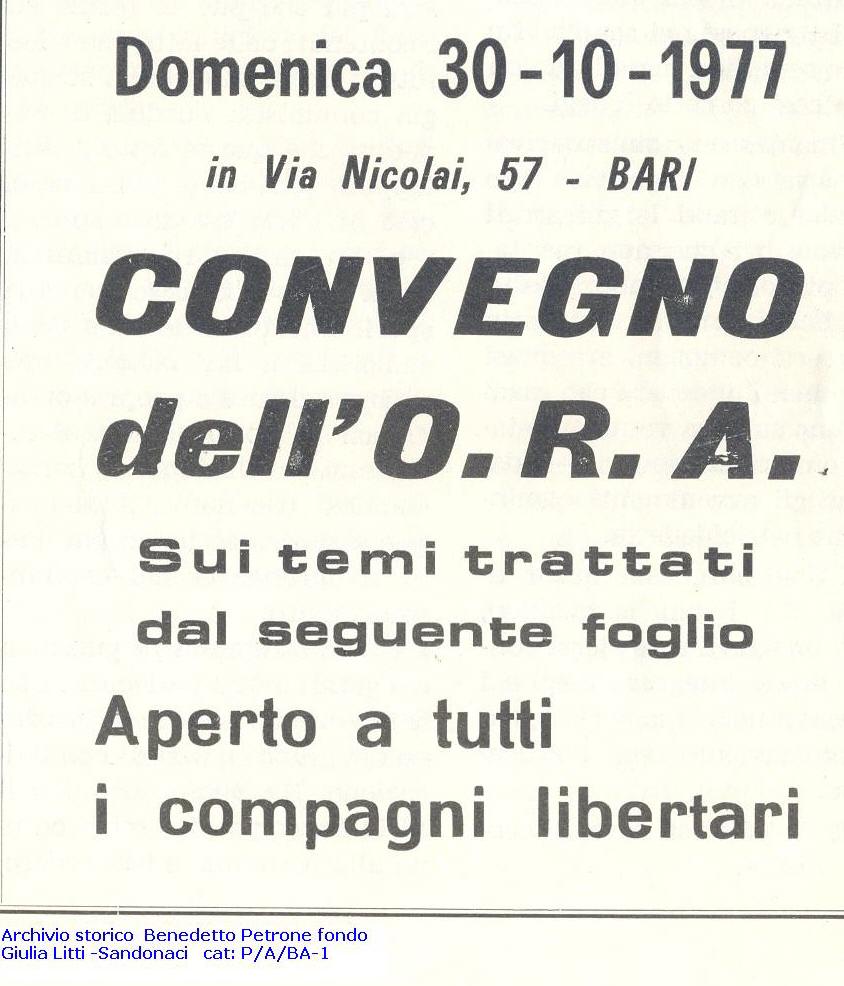 Domenica 30-10-1977
in Via Nicolai, 57 - BARI
CONVEGNO
dell'O.R.A.
Sui temi trattati
dal seguente foglio
Aperto a tutti
i compagni libertari
Archivio storico Benedetto Petrone fondo
Giulia Litti -Sandonaci cat: P/A/BA-1